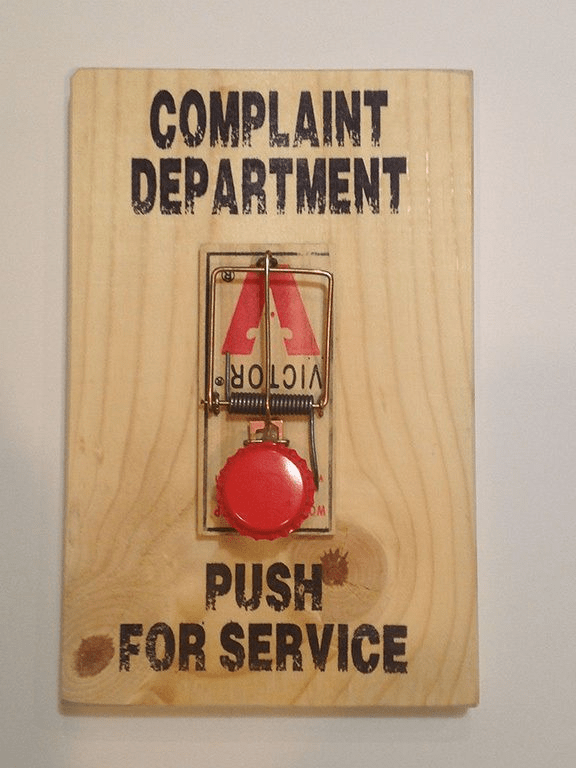 COMPLAINT
DEPARTMENT
VICTOR
PUSH
FOR SERVICE